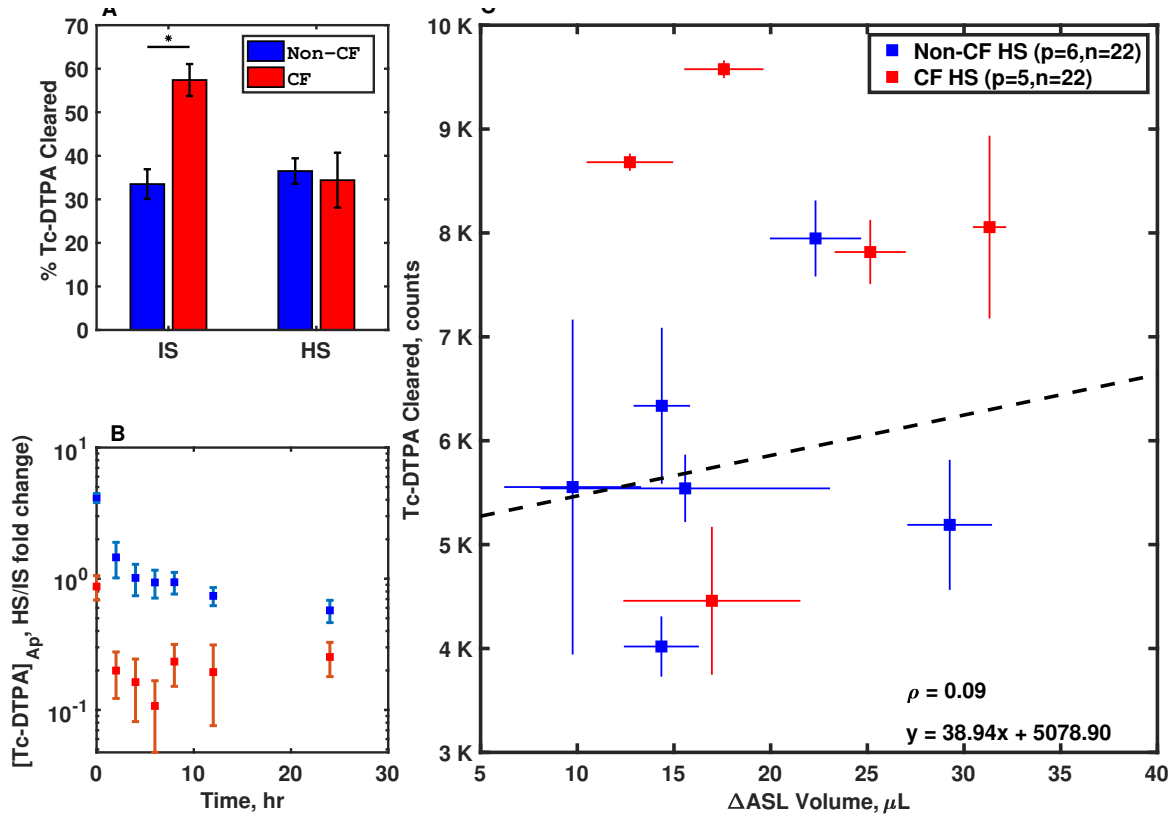 A
70
60
50
40
30
20
10
0
% Tc-DTPA Cleared
*
Non-CF
CF
IS
HS
B
10^1
10^0
10^-1
[Tc-DTPA]_Ap, HS/IS fold change)
0
10
20
30
Time, hr
10 K
9 K
8 K
7 K
6 K
5 K
4 K
3 K
Tc-DTPA Cleared, counts
Non-CF HS (p=6,n=22)
CF HS (p=5,n=22)
ρ = 0.09
y = 38.94x + 5078.90
5
10
15
20
25
30
35
40
ΔASL Volume, μL